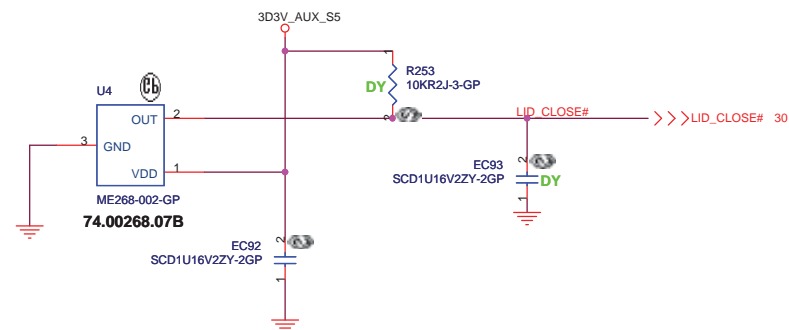 3D3V_AUX_S5
1
R253
10KR2J-3-GP
DY
2
U4
OUT
2
LID_CLOSE#
LID_CLOSE# 30
3
GND
VDD
1
ME268-002-GP
74.00268.07B
EC93
SCD1U16V2ZY-2GP
2
DY
1
EC92
SCD1U16V2ZY-2GP
2
1